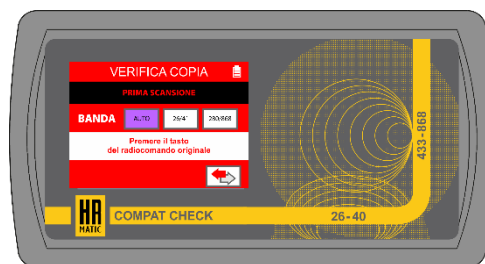 VERIFICA COPIA
PRIMA SCANSIONE
BANDA AUTO 26/41 280/868
Premere il tasto
del radiocomando originale
433-868
HR
MATIC
COMPAT CHECK
26-40